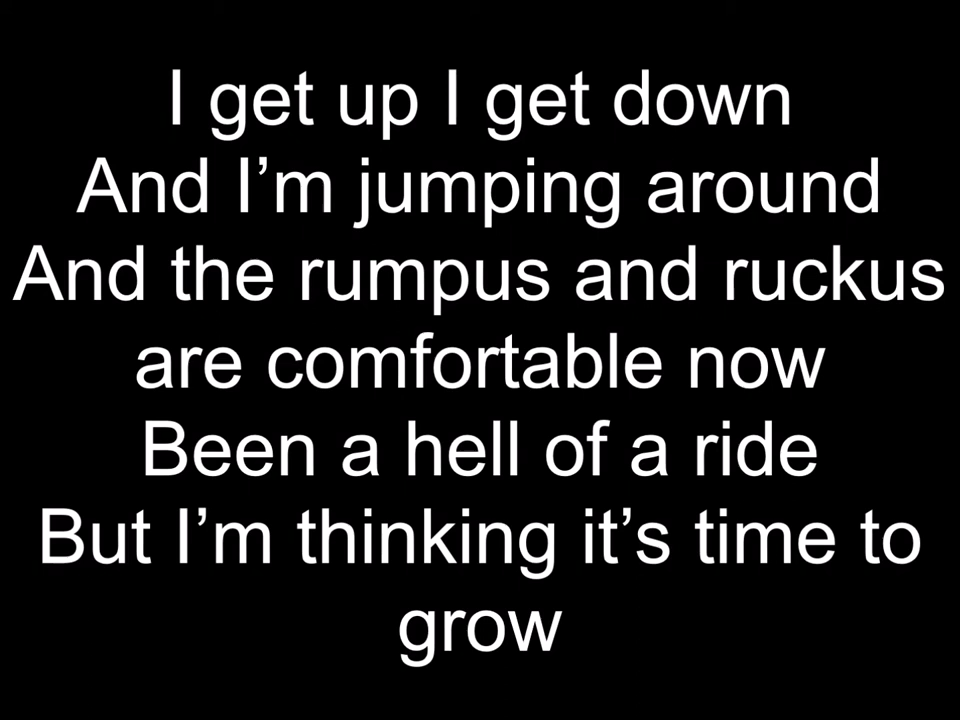 I get up I get down
And I’m jumping around
And the rumpus and ruckus
are comfortable now
Been a hell of a ride
But I’m thinking it’s time to
grow